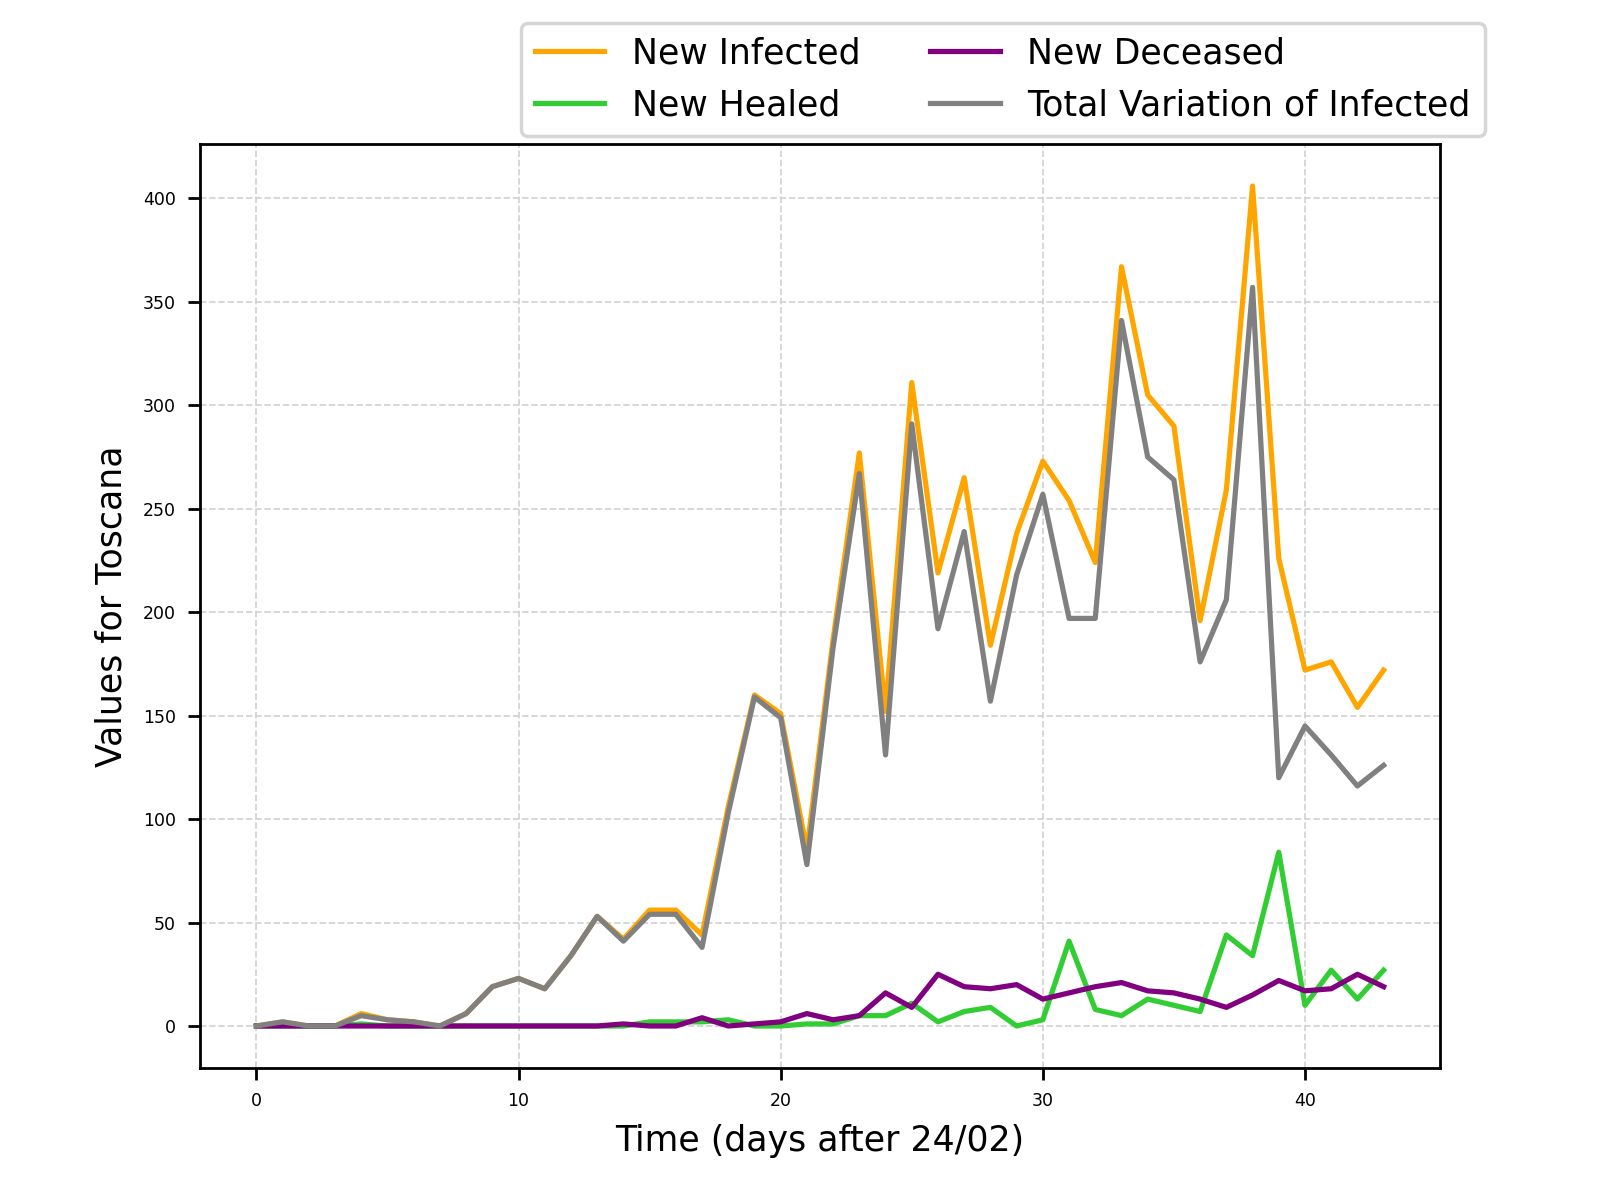 New Infected
New Healed
New Deceased
Total Variation of Infected
Values for Toscana
400
350
300
250
200
150
100
50
0
0 10 20 30 40
Time (days after 24/02)